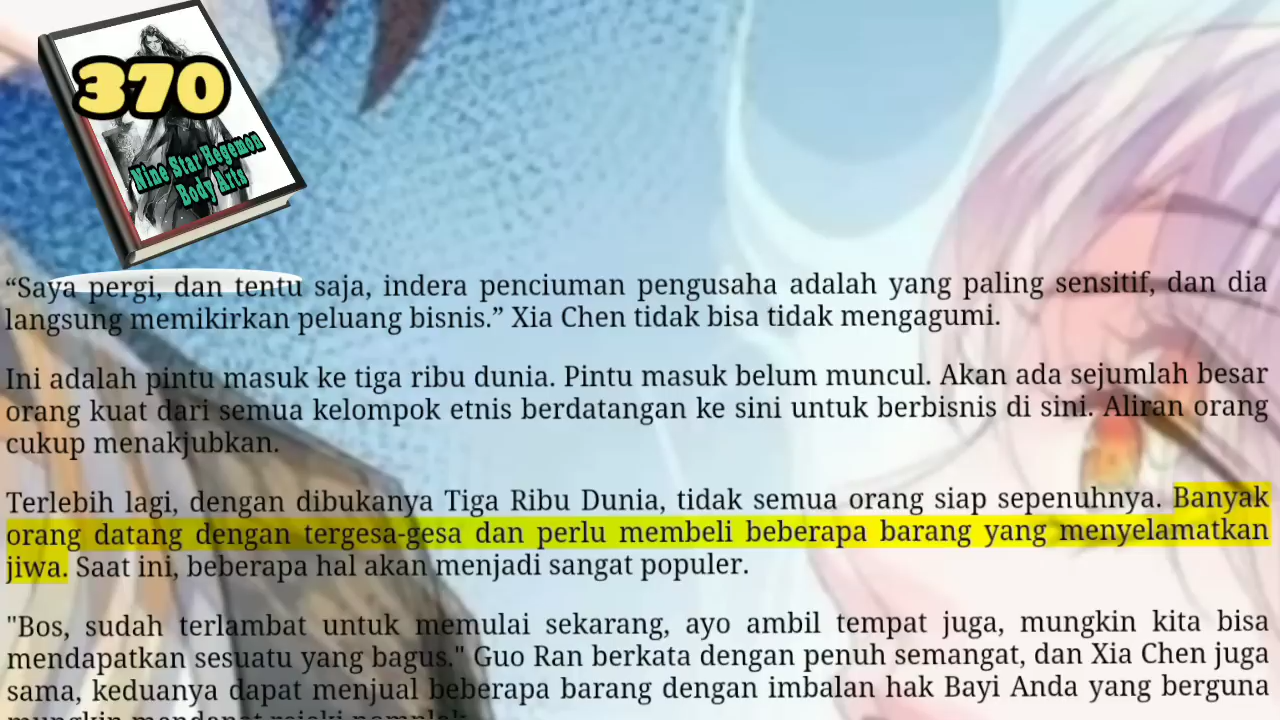 370
Nine Star Hegemon
Body Arts
“Saya pergi, dan tentu saja, indera penciuman pengusaha adalah yang paling sensitif, dan dia
langsung memikirkan peluang bisnis.” Xia Chen tidak bisa tidak mengagumi.
Ini adalah pintu masuk ke tiga ribu dunia. Pintu masuk belum muncul. Akan ada sejumlah besar
orang kuat dari semua kelompok etnis berdatangan ke sini untuk berbisnis di sini. Aliran orang
cukup menakjubkan.
Terlebih lagi, dengan dibukanya Tiga Ribu Dunia, tidak semua orang siap sepenuhnya. Banyak
orang datang dengan tergesa-gesa dan perlu membeli beberapa barang yang menyelamatkan
jiwa. Saat ini, beberapa hal akan menjadi sangat populer.
"Bos, sudah terlambat untuk memulai sekarang, ayo ambil tempat juga, mungkin kita bisa
mendapatkan sesuatu yang bagus." Guo Ran berkata dengan penuh semangat, dan Xia Chen juga
sama, keduanya dapat menjual beberapa barang dengan imbalan hak Bayi Anda yang berguna